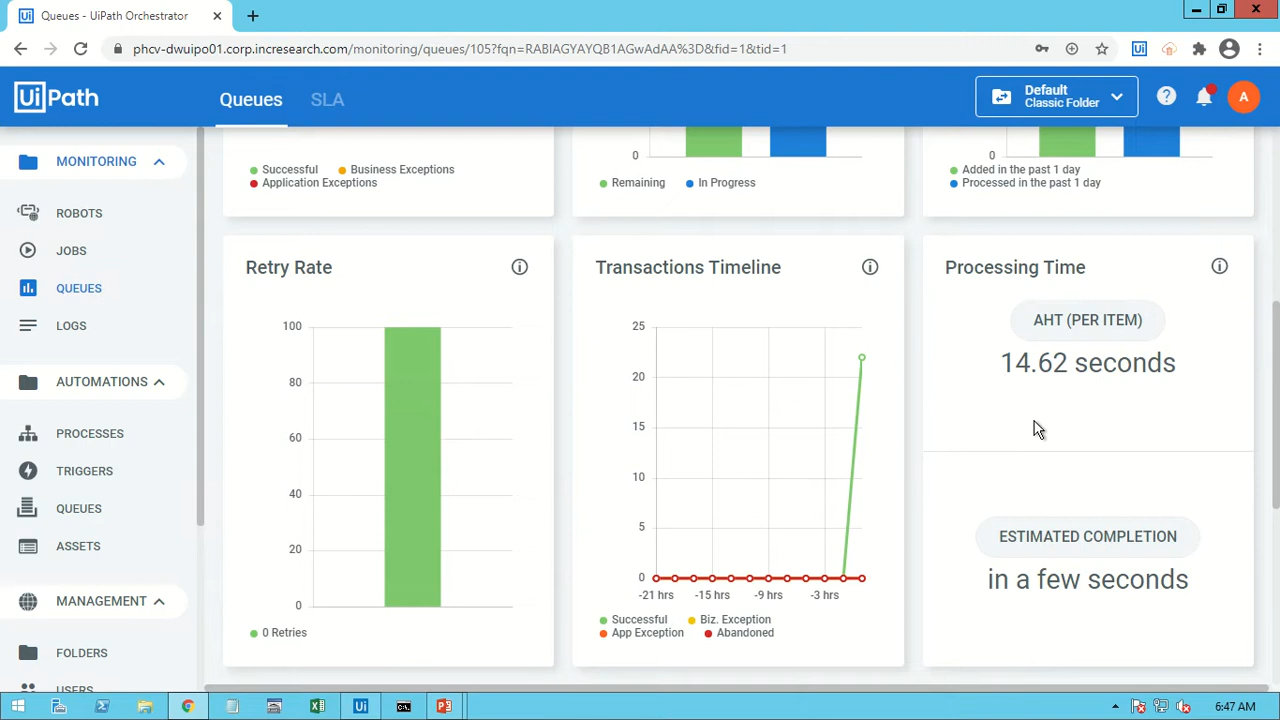 Queues - UiPath Orchestrator
phcv-dwuipo01.corp.incresearch.com/monitoring/queues/105?fqn=RABIAGYAYQB1AGwAdAA%3D&fid=1&tid=1
Ui Path
Queues
SLA
Default
Classic Folder
A
MONITORING
ROBOTS
JOBS
QUEUES
LOGS
AUTOMATIONS
PROCESSES
TRIGGERS
QUEUES
ASSETS
MANAGEMENT
FOLDERS
USERS
Successful
Business Exceptions
Application Exceptions
0
Remaining
In Progress
0
Added in the past 1 day
Processed in the past 1 day
Retry Rate
100
80
60
40
20
0
0 Retries
Transactions Timeline
25
20
15
10
5
0
-21 hrs
-15 hrs
-9 hrs
-3 hrs
Successful
Biz. Exception
App Exception
Abandoned
Processing Time
AHT (PER ITEM)
14.62 seconds
ESTIMATED COMPLETION
in a few seconds
6:47 AM